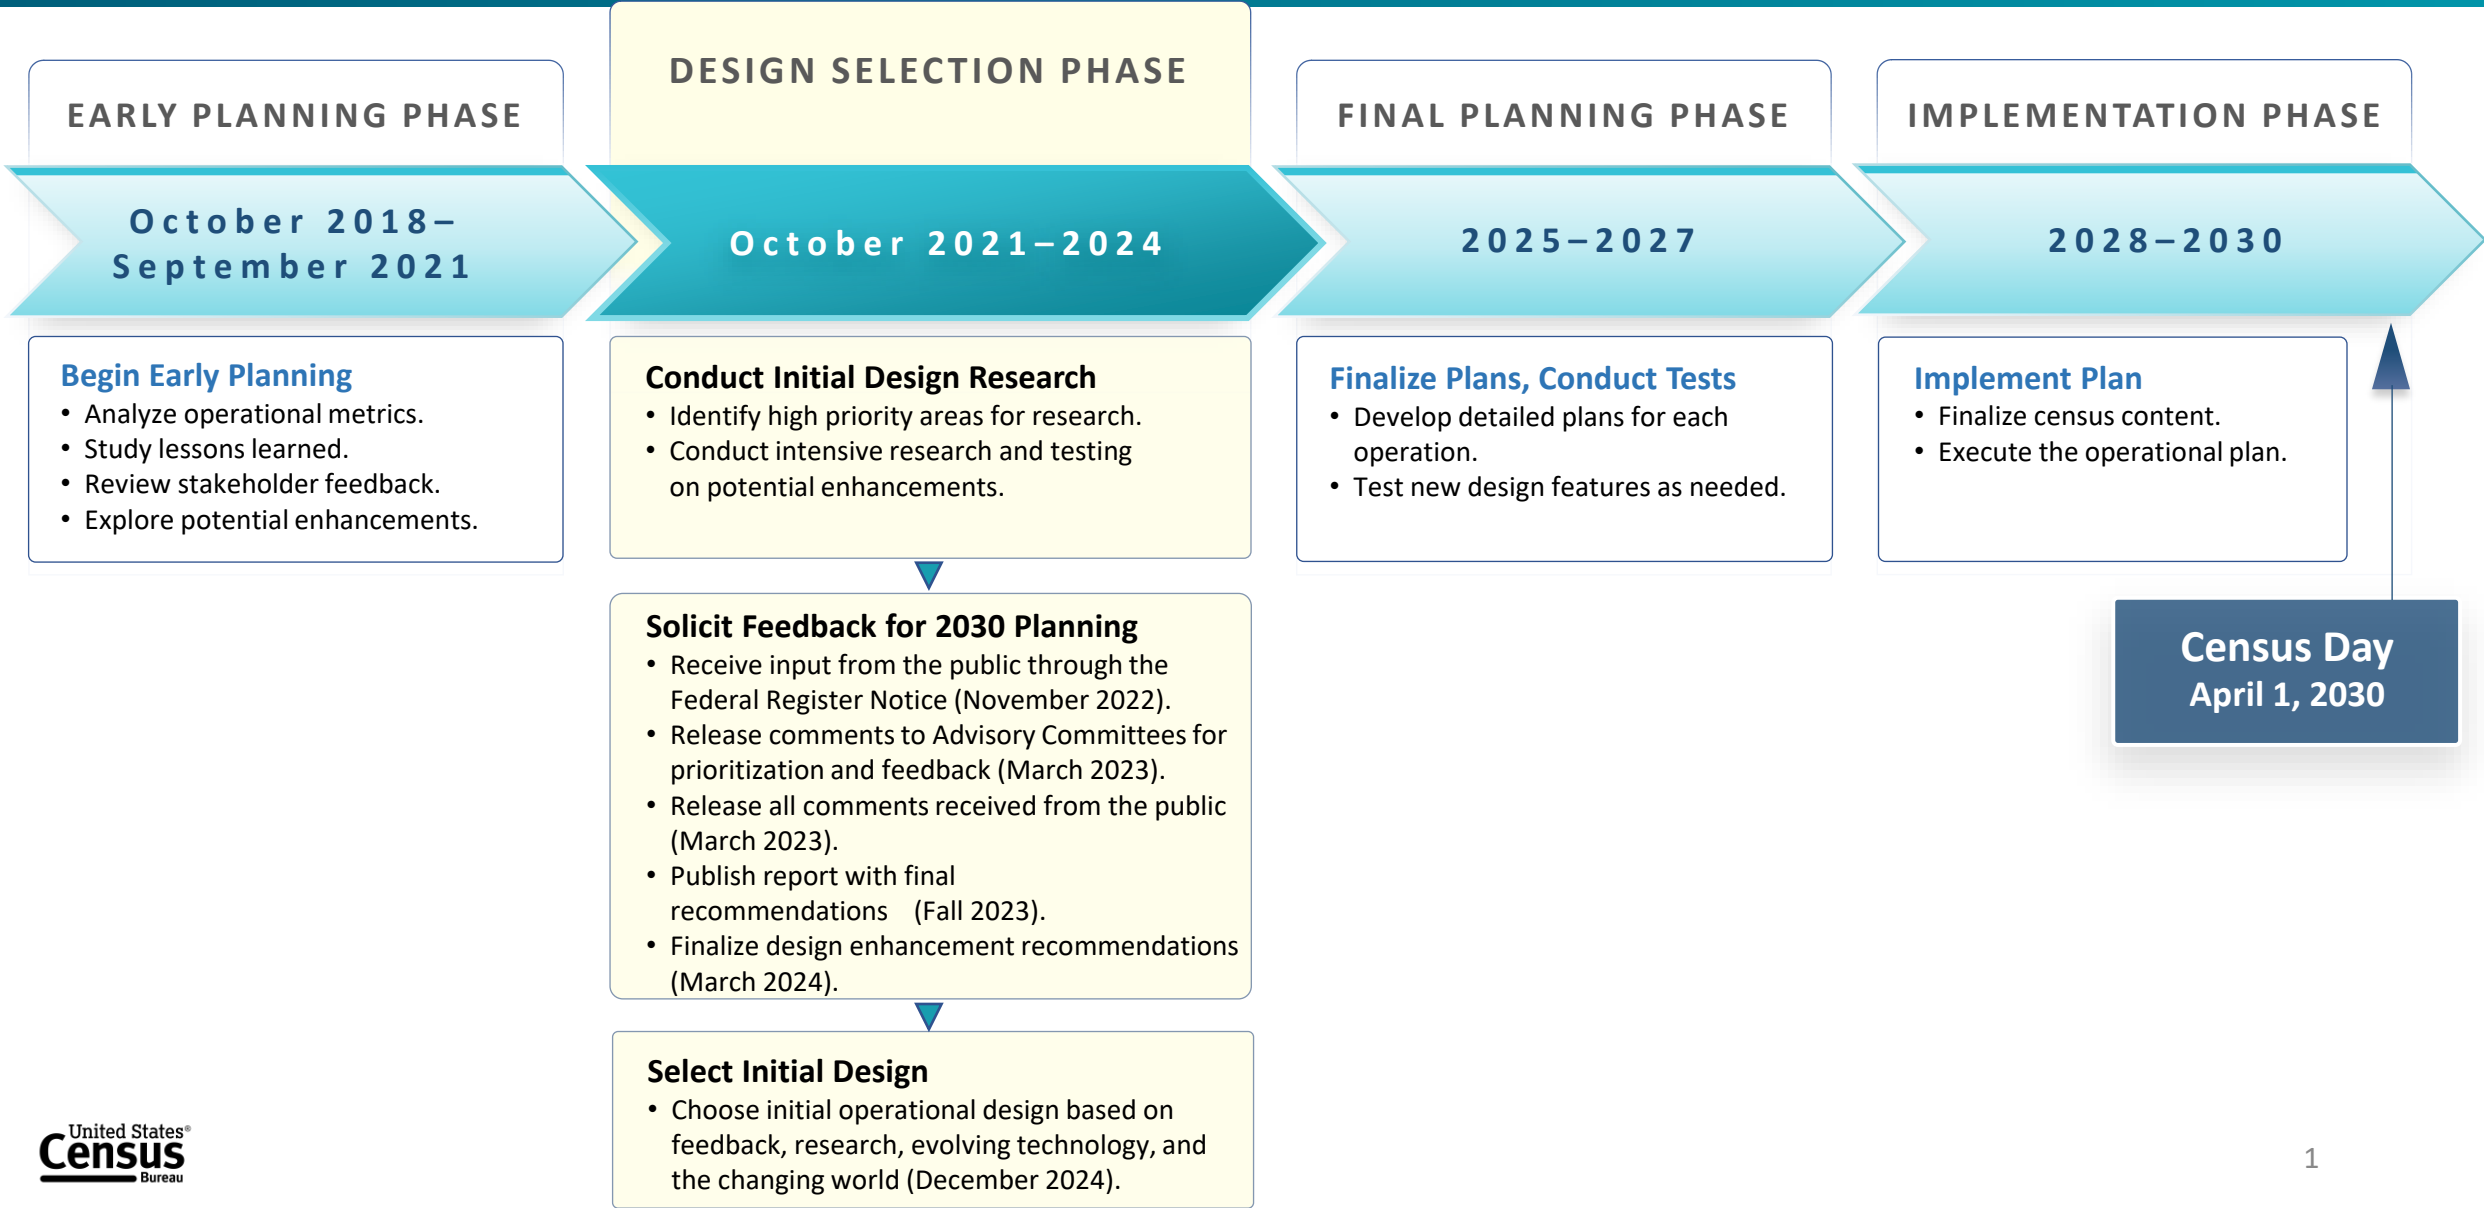 EARLY PLANNING PHASE
October 2018–
September 2021
Begin Early Planning
• Analyze operational metrics.
• Study lessons learned.
• Review stakeholder feedback.
• Explore potential enhancements.
DESIGN SELECTION PHASE
October 2021–2024
Conduct Initial Design Research
• Identify high priority areas for research.
• Conduct intensive research and testing
on potential enhancements.
Solicit Feedback for 2030 Planning
• Receive input from the public through the
Federal Register Notice (November 2022).
• Release comments to Advisory Committees for
prioritization and feedback (March 2023).
• Release all comments received from the public
(March 2023).
• Publish report with final
recommendations (Fall 2023).
• Finalize design enhancement recommendations
(March 2024).
Select Initial Design
• Choose initial operational design based on
feedback, research, evolving technology, and
the changing world (December 2024).
FINAL PLANNING PHASE
2025–2027
Finalize Plans, Conduct Tests
• Develop detailed plans for each
operation.
• Test new design features as needed.
IMPLEMENTATION PHASE
2028–2030
Implement Plan
• Finalize census content.
• Execute the operational plan.
Census Day
April 1, 2030
United States®
Census
Bureau
1